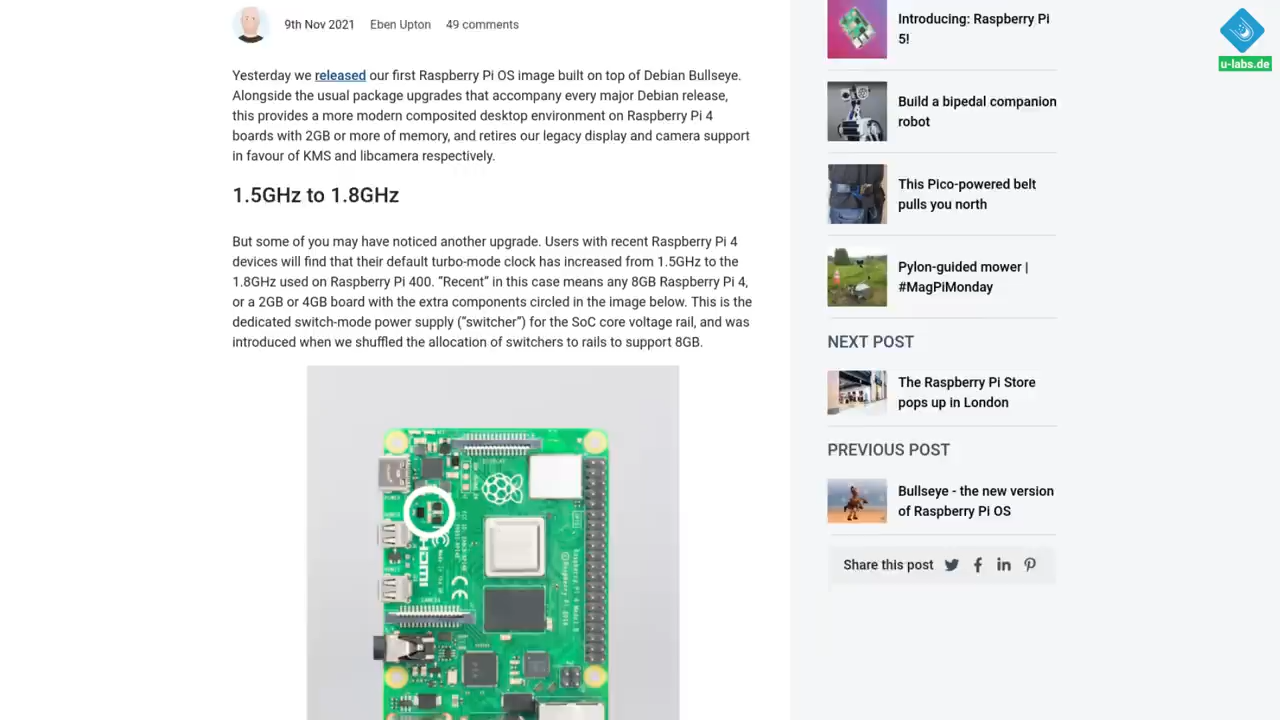 9th Nov 2021 Eben Upton 49 comments
Yesterday we released our first Raspberry Pi OS image built on top of Debian Bullseye.
Alongside the usual package upgrades that accompany every major Debian release,
this provides a more modern composited desktop environment on Raspberry Pi 4
boards with 2GB or more of memory, and retires our legacy display and camera support
in favour of KMS and libcamera respectively.
1.5GHz to 1.8GHz
But some of you may have noticed another upgrade. Users with recent Raspberry Pi 4
devices will find that their default turbo-mode clock has increased from 1.5GHz to the
1.8GHz used on Raspberry Pi 400. “Recent” in this case means any 8GB Raspberry Pi 4,
or a 2GB or 4GB board with the extra components circled in the image below. This is the
dedicated switch-mode power supply (“switcher”) for the SoC core voltage rail, and was
introduced when we shuffled the allocation of switchers to rails to support 8GB.
DISPLAY
POWER
HDMI
CE
CAMERA
Raspberry Pi 4 Model B
Introducing: Raspberry Pi
5!
Build a bipedal companion
robot
This Pico-powered belt
pulls you north
Pylon-guided mower |
#MagPiMonday
NEXT POST
The Raspberry Pi Store
pops up in London
PREVIOUS POST
Bullseye - the new version
of Raspberry Pi OS
Share this post
u-labs.de